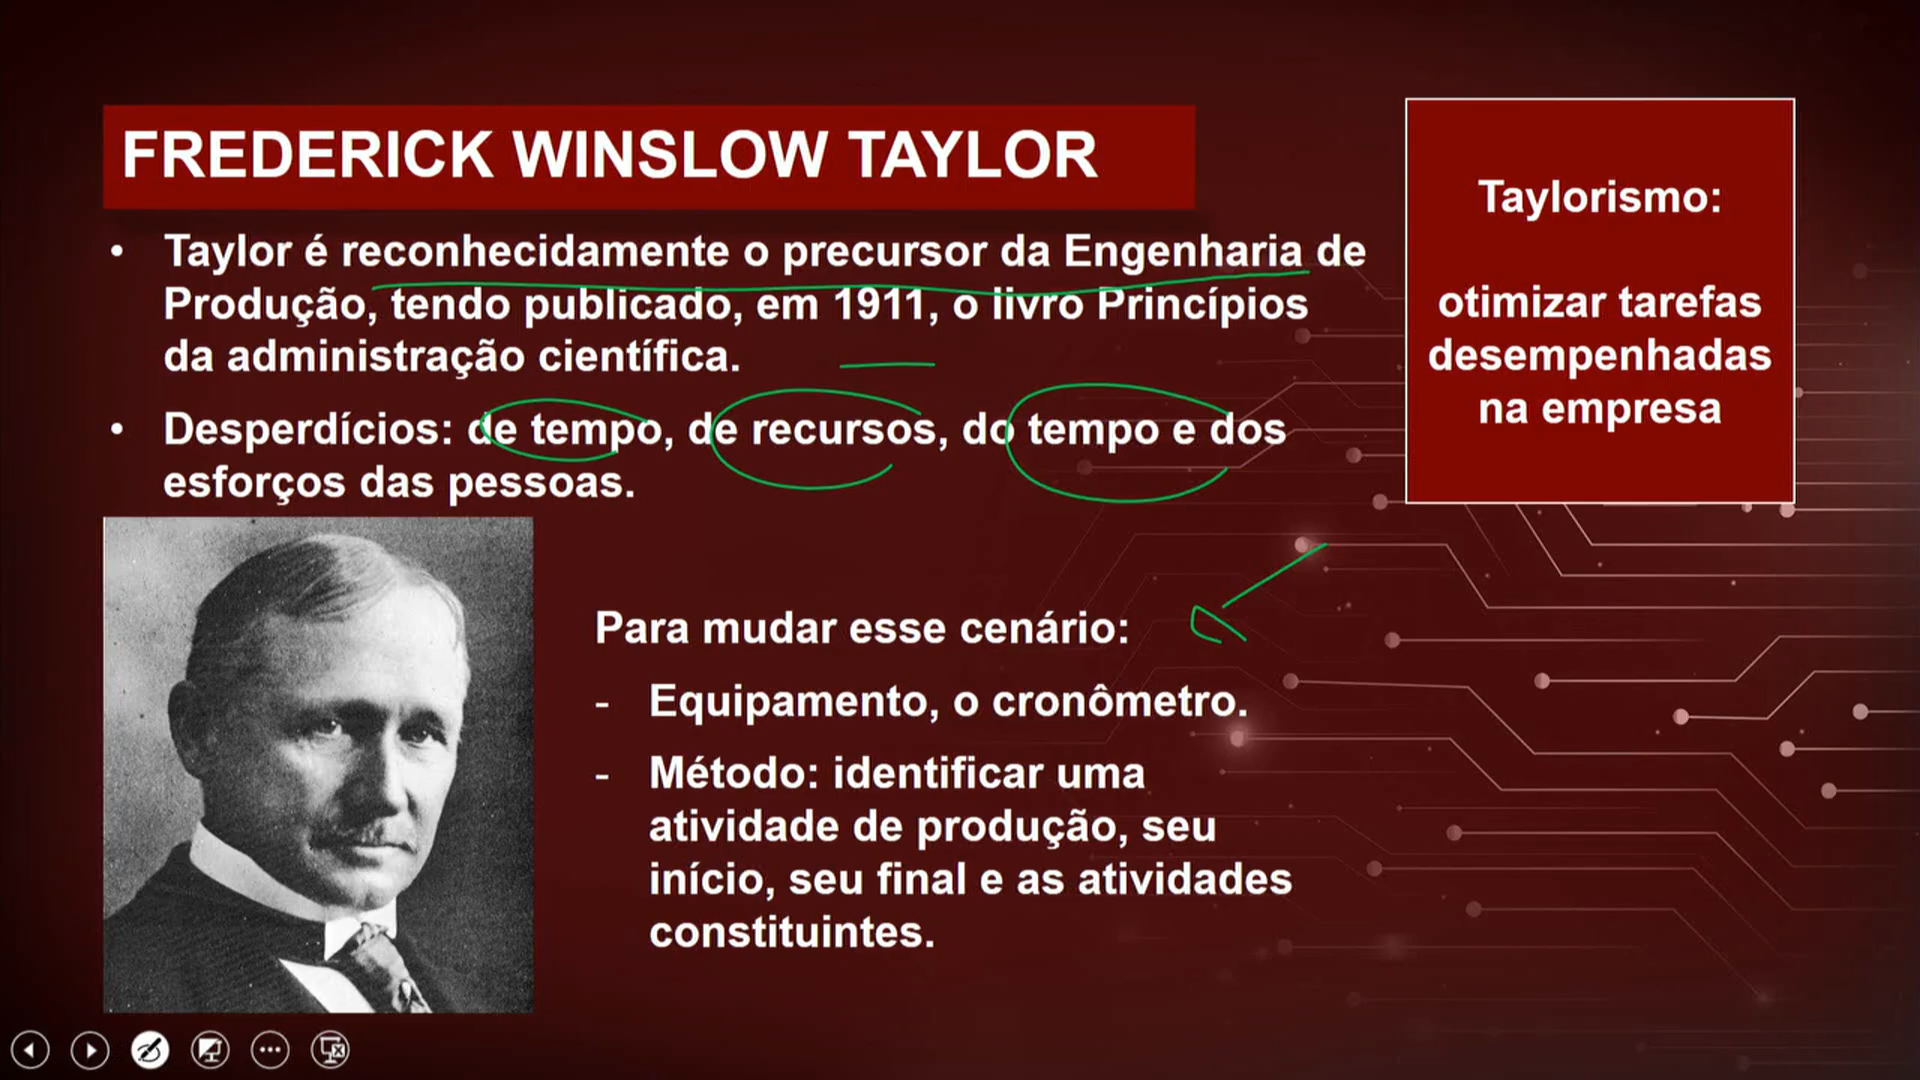 FREDERICK WINSLOW TAYLOR
• Taylor é reconhecidamente o precursor da Engenharia de
Produção, tendo publicado, em 1911, o livro Princípios
da administração científica.
• Desperdícios: de tempo, de recursos, do tempo e dos
esforços das pessoas.
Para mudar esse cenário:
- Equipamento, o cronômetro.
- Método: identificar uma
atividade de produção, seu
início, seu final e as atividades
constituintes.
Taylorismo:
otimizar tarefas
desempenhadas
na empresa